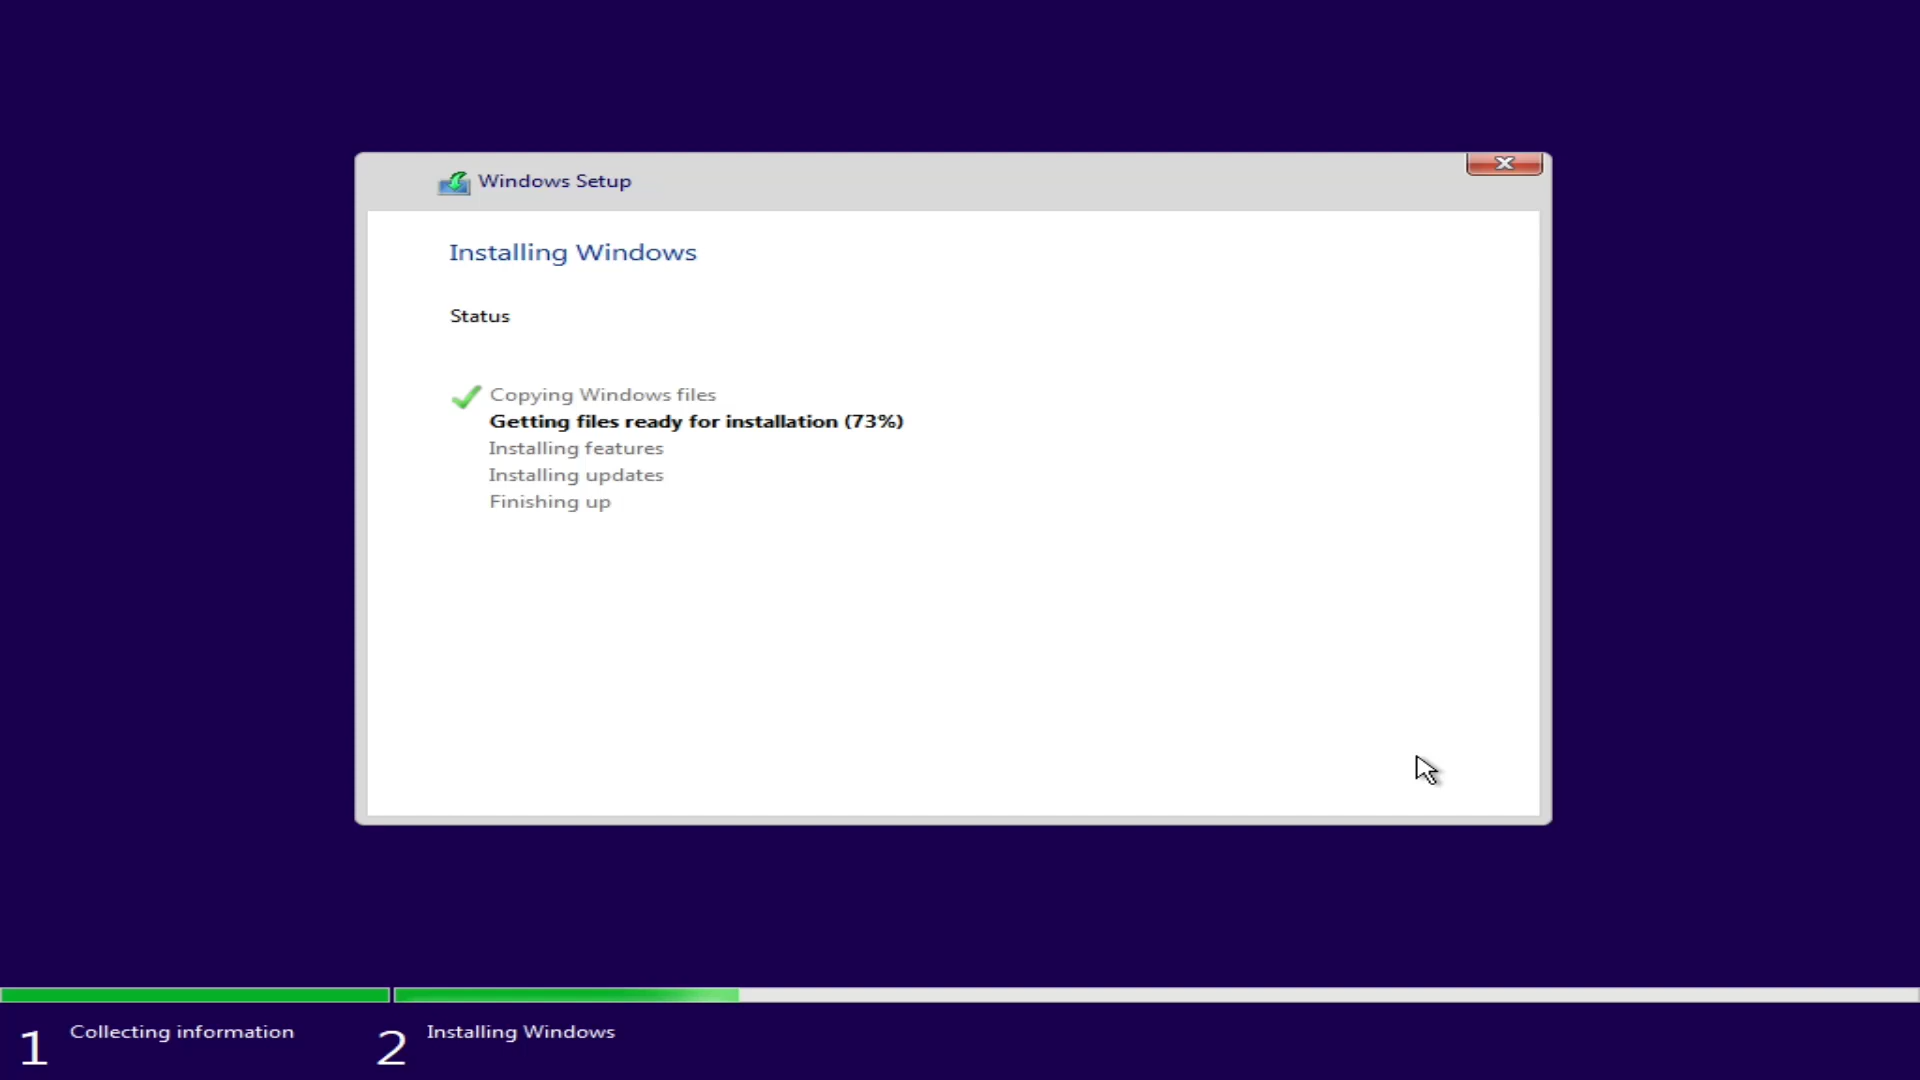 Windows Setup
Installing Windows
Status
Copying Windows files
Getting files ready for installation (73%)
Installing features
Installing updates
Finishing up
1 Collecting information
2 Installing Windows